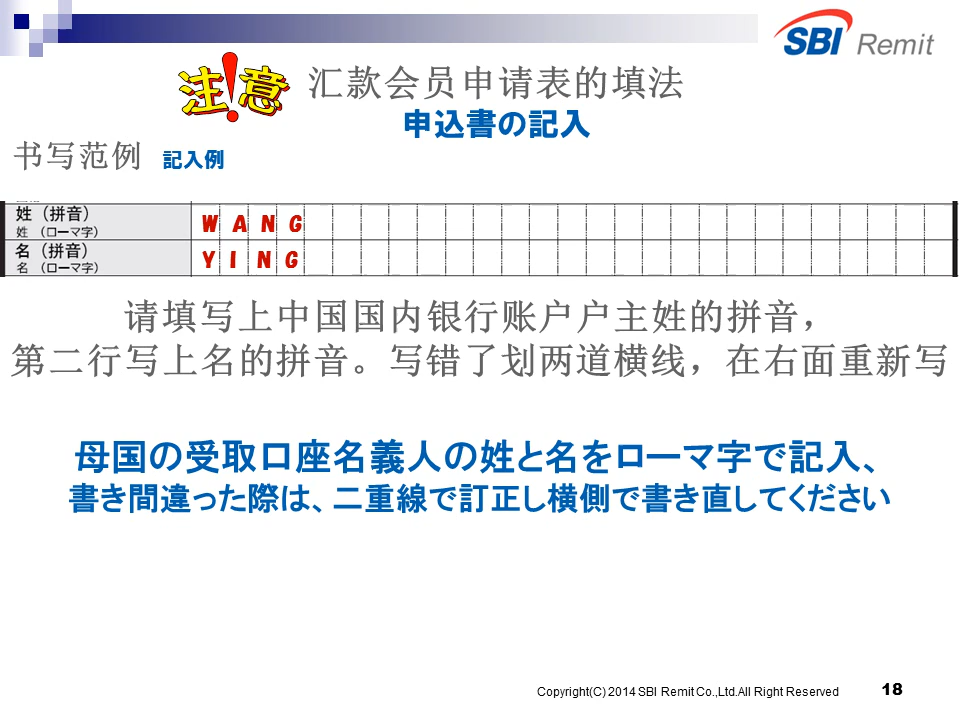 SBI Remit
注!意 汇款会员申请表的填法
申込書の記入
书写范例 記入例
姓（拼音） W A N G
姓 （ローマ字）
名（拼音） Y I N G
名 （ローマ字）
请填写上中国国内银行账户户主姓的拼音，
第二行写上名的拼音。写错了划两道横线，在右面重新写
母国の受取口座名義人の姓と名をローマ字で記入、
書き間違った際は、二重線で訂正し横側で書き直してください
Copyright(C) 2014 SBI Remit Co.,Ltd.All Right Reserved 18